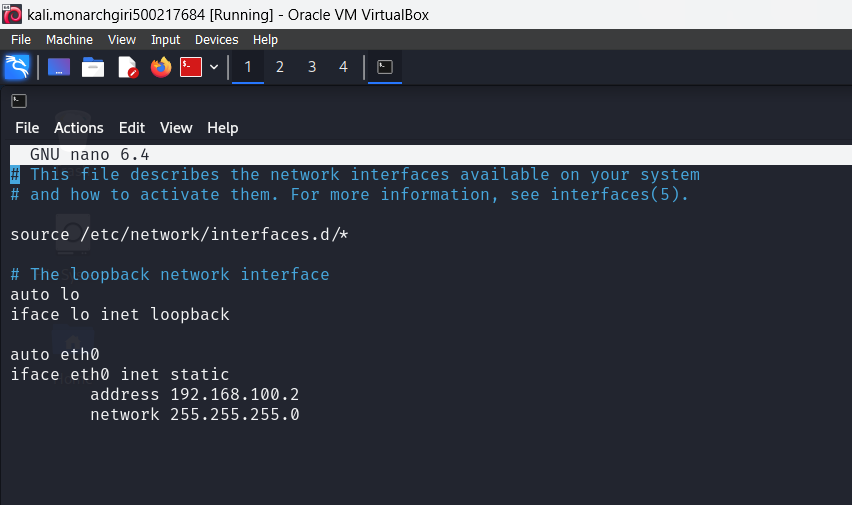 kali.monarchgiri500217684 [Running] - Oracle VM VirtualBox
File Machine View Input Devices Help
1 2 3 4
File Actions Edit View Help
GNU nano 6.4
# This file describes the network interfaces available on your system
# and how to activate them. For more information, see interfaces(5).
source /etc/network/interfaces.d/*
# The loopback network interface
auto lo
iface lo inet loopback
auto eth0
iface eth0 inet static
address 192.168.100.2
network 255.255.255.0